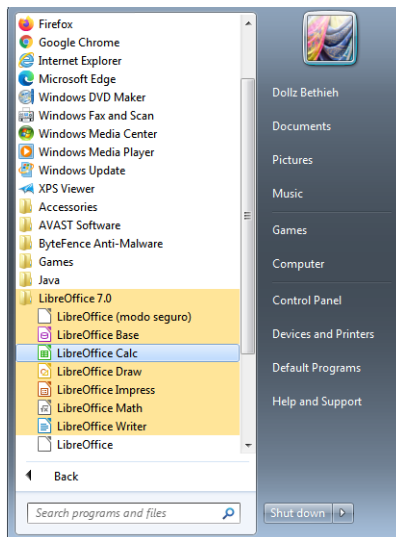 Firefox
Google Chrome
Internet Explorer
Microsoft Edge
Windows DVD Maker
Windows Fax and Scan
Windows Media Center
Windows Media Player
Windows Update
XPS Viewer
Accessories
AVAST Software
ByteFence Anti-Malware
Games
Java
LibreOffice 7.0
LibreOffice (modo seguro)
LibreOffice Base
LibreOffice Calc
LibreOffice Draw
LibreOffice Impress
LibreOffice Math
LibreOffice Writer
LibreOffice
Back
Search programs and files
Dollz Bethieh
Documents
Pictures
Music
Games
Computer
Control Panel
Devices and Printers
Default Programs
Help and Support
Shut down